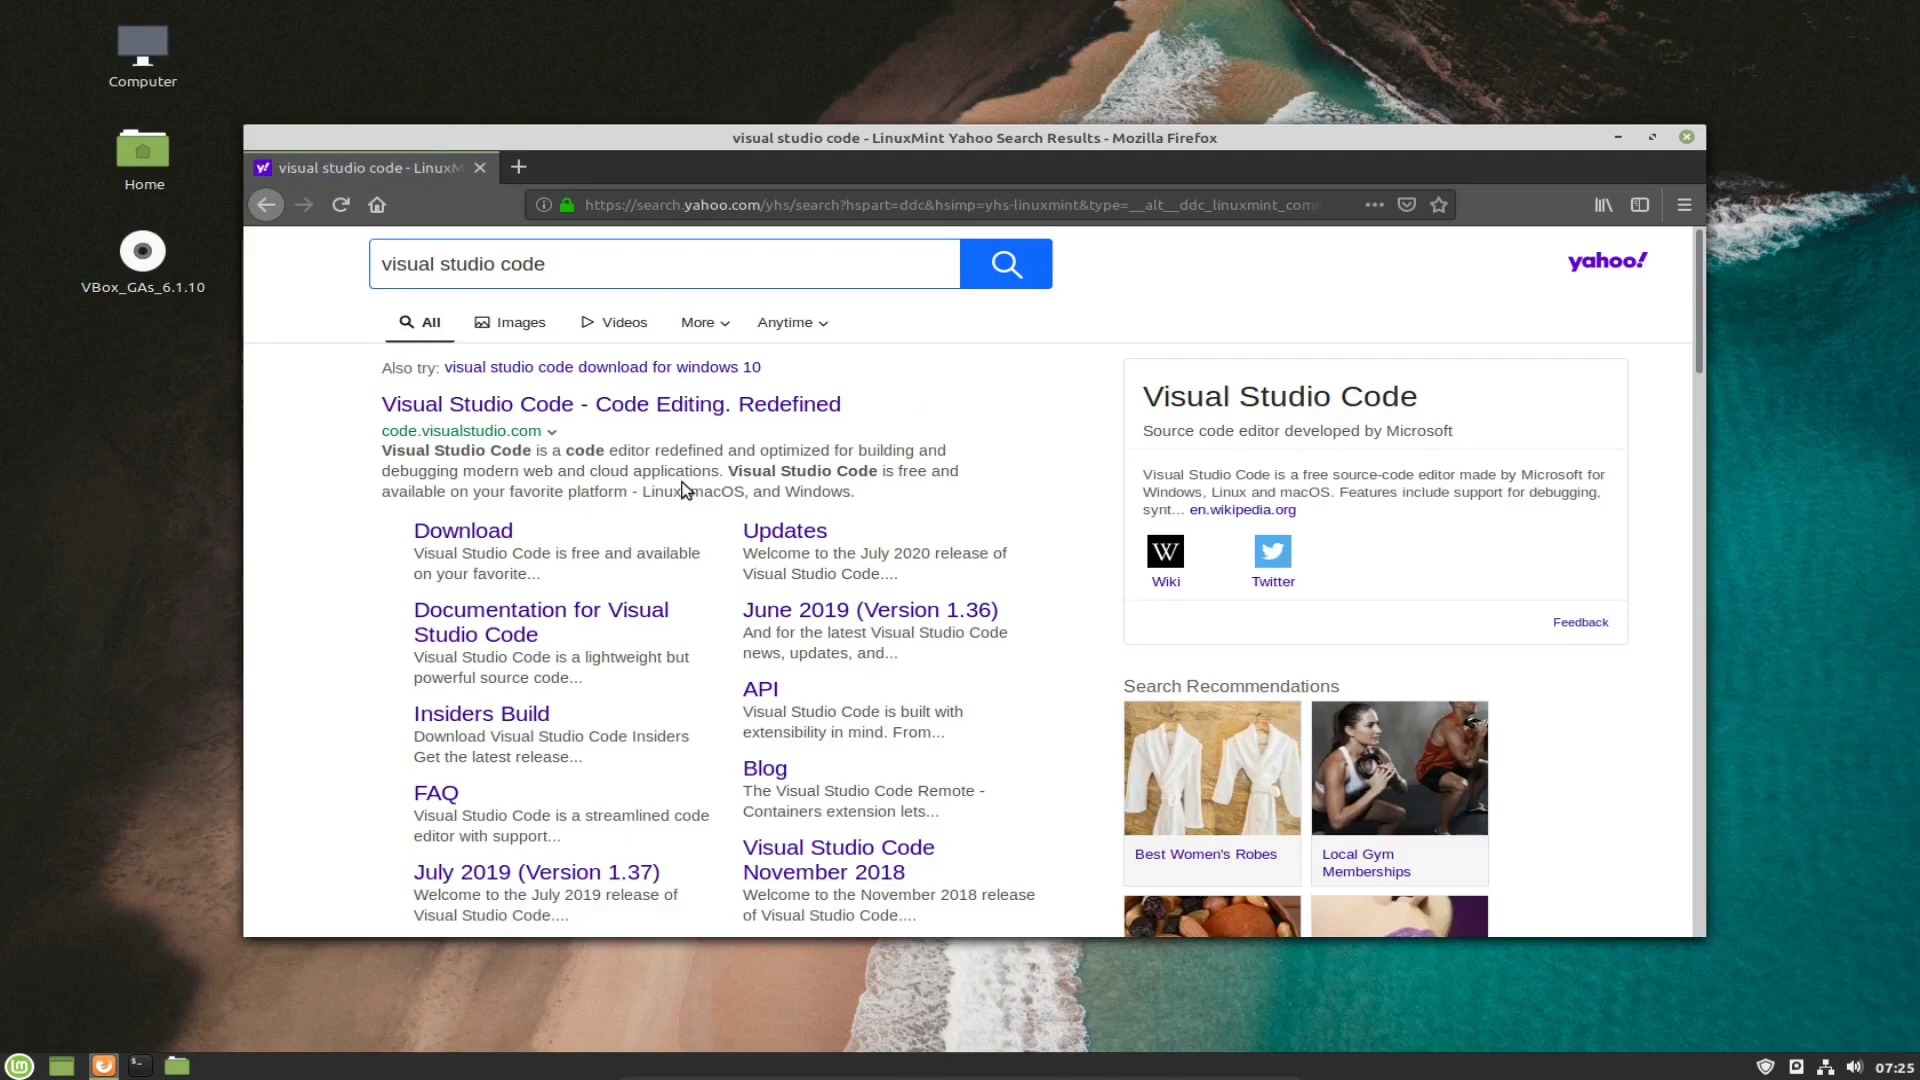 Computer
Home
VBox_GAs_6.1.10
visual studio code - LinuxMint Yahoo Search Results - Mozilla Firefox
visual studio code - LinuxM
https://search.yahoo.com/yhs/search?hspart=ddc&hsimp=yhs-linuxmint&type=__alt__ddc_linuxmint_com&
visual studio code
yahoo!
All Images Videos More Anytime
Also try: visual studio code download for windows 10
Visual Studio Code - Code Editing. Redefined
code.visualstudio.com
Visual Studio Code is a code editor redefined and optimized for building and
debugging modern web and cloud applications. Visual Studio Code is free and
available on your favorite platform - Linux, macOS, and Windows.
Download
Visual Studio Code is free and available
on your favorite...
Documentation for Visual
Studio Code
Visual Studio Code is a lightweight but
powerful source code...
Insiders Build
Download Visual Studio Code Insiders
Get the latest release...
FAQ
Visual Studio Code is a streamlined code
editor with support...
July 2019 (Version 1.37)
Welcome to the July 2019 release of
Visual Studio Code....
Updates
Welcome to the July 2020 release of
Visual Studio Code....
June 2019 (Version 1.36)
And for the latest Visual Studio Code
news, updates, and...
API
Visual Studio Code is built with
extensibility in mind. From...
Blog
The Visual Studio Code Remote -
Containers extension lets...
Visual Studio Code
November 2018
Welcome to the November 2018 release
of Visual Studio Code....
Visual Studio Code
Source code editor developed by Microsoft
Visual Studio Code is a free source-code editor made by Microsoft for
Windows, Linux and macOS. Features include support for debugging,
synt... en.wikipedia.org
W
Wiki
Twitter
Feedback
Search Recommendations
Best Women's Robes
Local Gym
Memberships
07:25